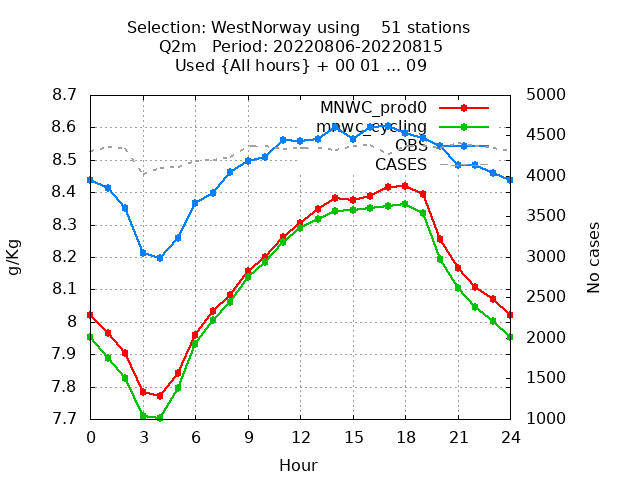 Selection: WestNorway using    51 stations
Q2m   Period: 20220806-20220815
Used {All hours} + 00 01 ... 09
8.7
8.6
8.5
8.4
8.3
8.2
8.1
8
7.9
7.8
7.7
g/Kg
MNWC_prod0
mnwc_cycling
OBS
CASES
5000
4500
4000
3500
3000
2500
2000
1500
1000
No cases
0 3 6 9 12 15 18 21 24
Hour